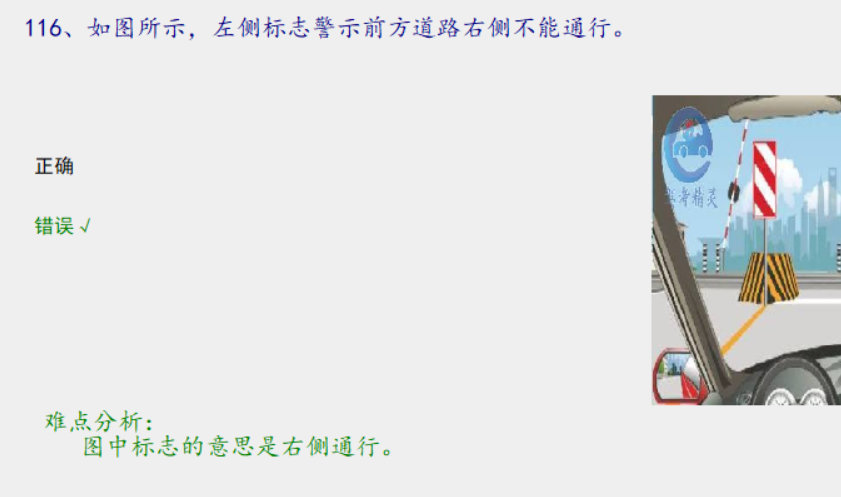 116、如图所示，左侧标志警示前方道路右侧不能通行。
正确
错误√
驾考精灵
难点分析：
图中标志的意思是右侧通行。